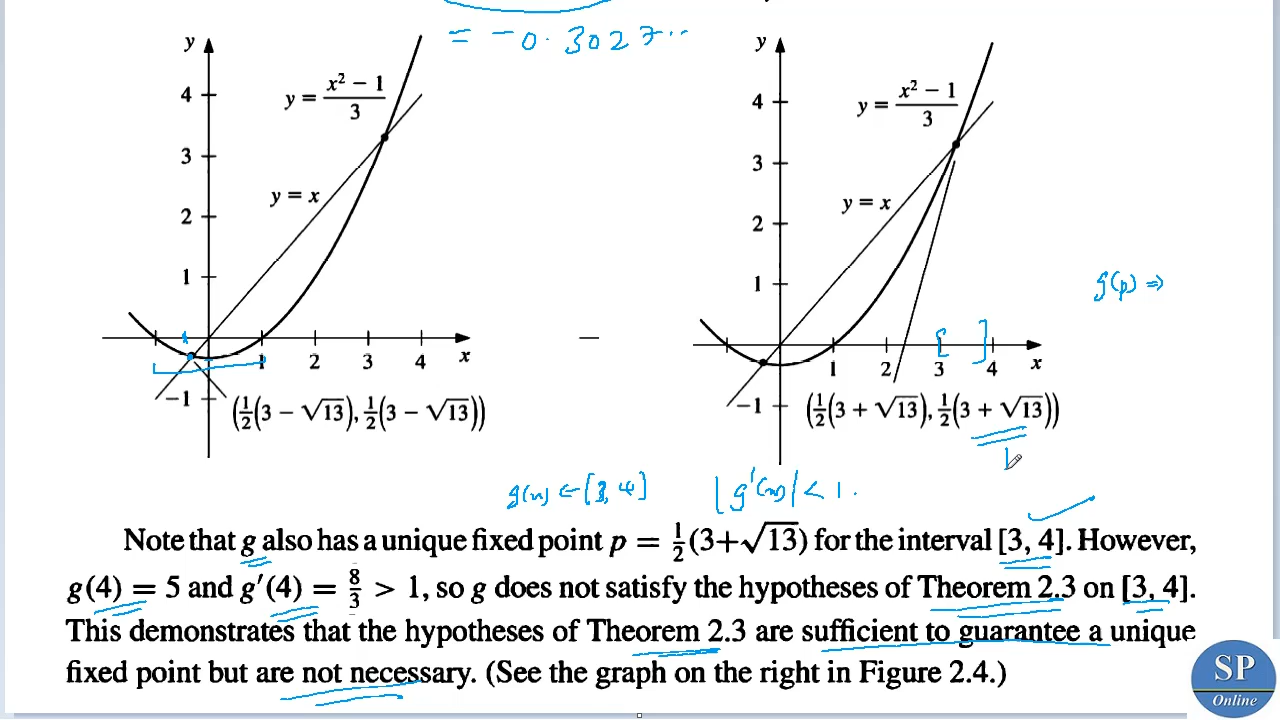 = -0.3027..
y
4
3
2
1
-1
1
2
3
4
x
y = (x² − 1)/3
y = x
(½(3 − √13), ½(3 − √13))
y
4
3
2
1
−1
1
2
[3
]
4
x
y = (x² − 1)/3
y = x
(½(3 + √13), ½(3 + √13))
g(p) ⇒
g(x) ∈ [3, 4] |g'(x)| < 1.
Note that g also has a unique fixed point p = ½(3+√13) for the interval [3, 4]. However,
g(4) = 5 and g′(4) = 8/3 > 1, so g does not satisfy the hypotheses of Theorem 2.3 on [3, 4].
This demonstrates that the hypotheses of Theorem 2.3 are sufficient to guarantee a unique
fixed point but are not necessary. (See the graph on the right in Figure 2.4.)
SP
Online